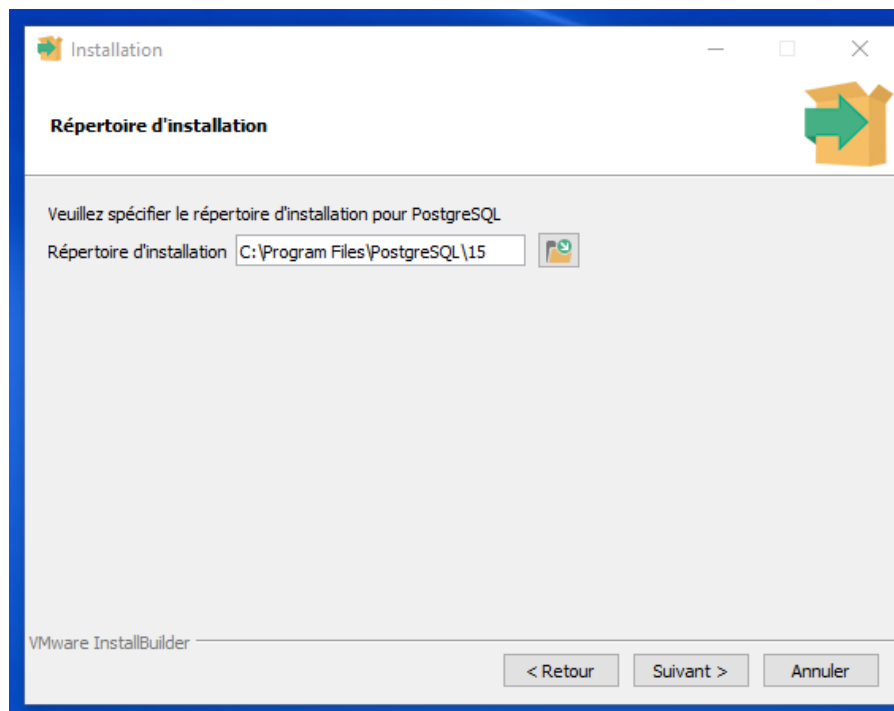 Installation
Répertoire d'installation
Veuillez spécifier le répertoire d'installation pour PostgreSQL
Répertoire d'installation C:\Program Files\PostgreSQL\15
VMware InstallBuilder
< Retour Suivant > Annuler